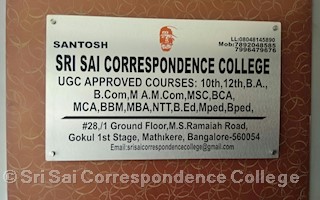 LL:08048145890
SANTOSH
Mob:7892048585
7996479876
SRI SAI CORRESPONDENCE COLLEGE
UGC APPROVED COURSES: 10th,12th,B.A.,
B.Com,M A.M.Com,MSC,BCA,
MCA,BBM,MBA,NTT,B.Ed,Mped,Bped,
#28,/1 Ground Floor,M.S.Ramaiah Road,
Gokul 1st Stage, Mathikere, Bangalore-560054
Email:srisaicorrespondencecollege@gmail.com
© Sri Sai Correspondence College